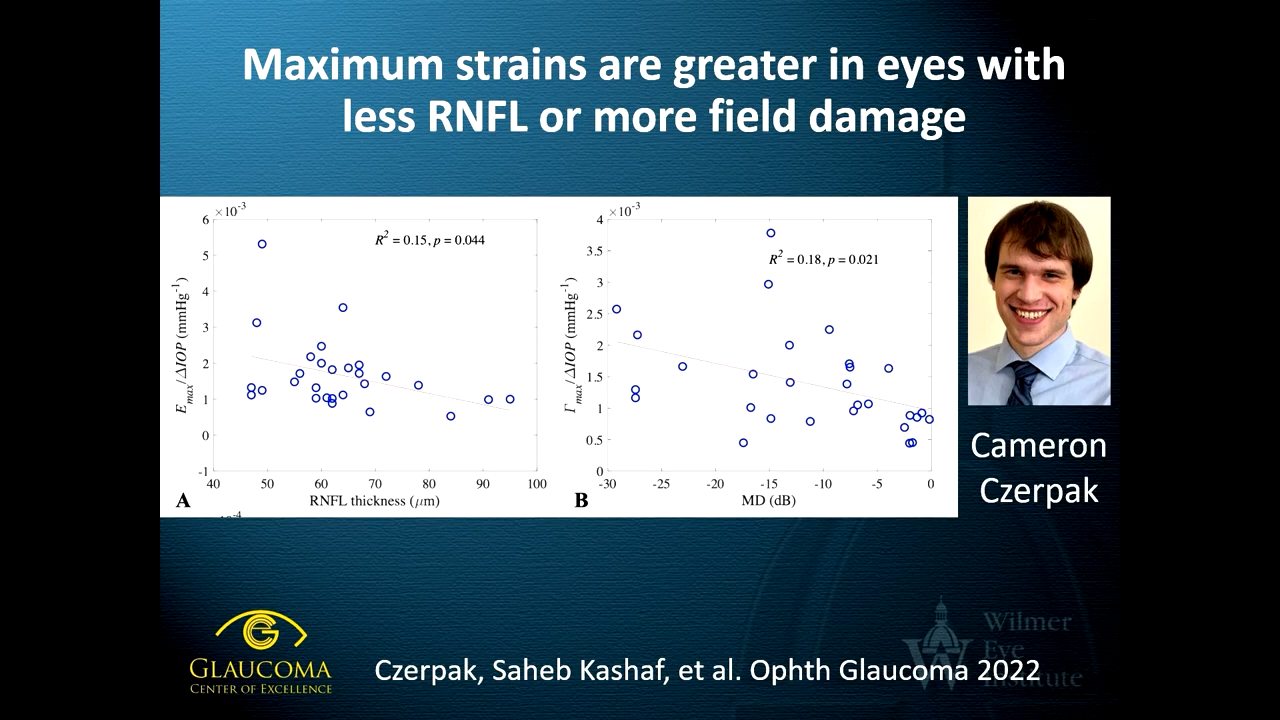 Maximum strains are greater in eyes with
less RNFL or more field damage
×10⁻³
6
5
4
3
2
1
0
-1
E_max/ΔIOP (mmHg⁻¹)
R² = 0.15, p = 0.044
40 50 60 70 80 90 100
A
RNFL thickness (μm)
×10⁻³
4
3.5
3
2.5
2
1.5
1
0.5
0
Γ_max/ΔIOP (mmHg⁻¹)
R² = 0.18, p = 0.021
-30 -25 -20 -15 -10 -5 0
B
MD (dB)
Cameron
Czerpak
GLAUCOMA
CENTER OF EXCELLENCE
Czerpak, Saheb Kashaf, et al. Ophth Glaucoma 2022
Wilmer
Eye
Institute